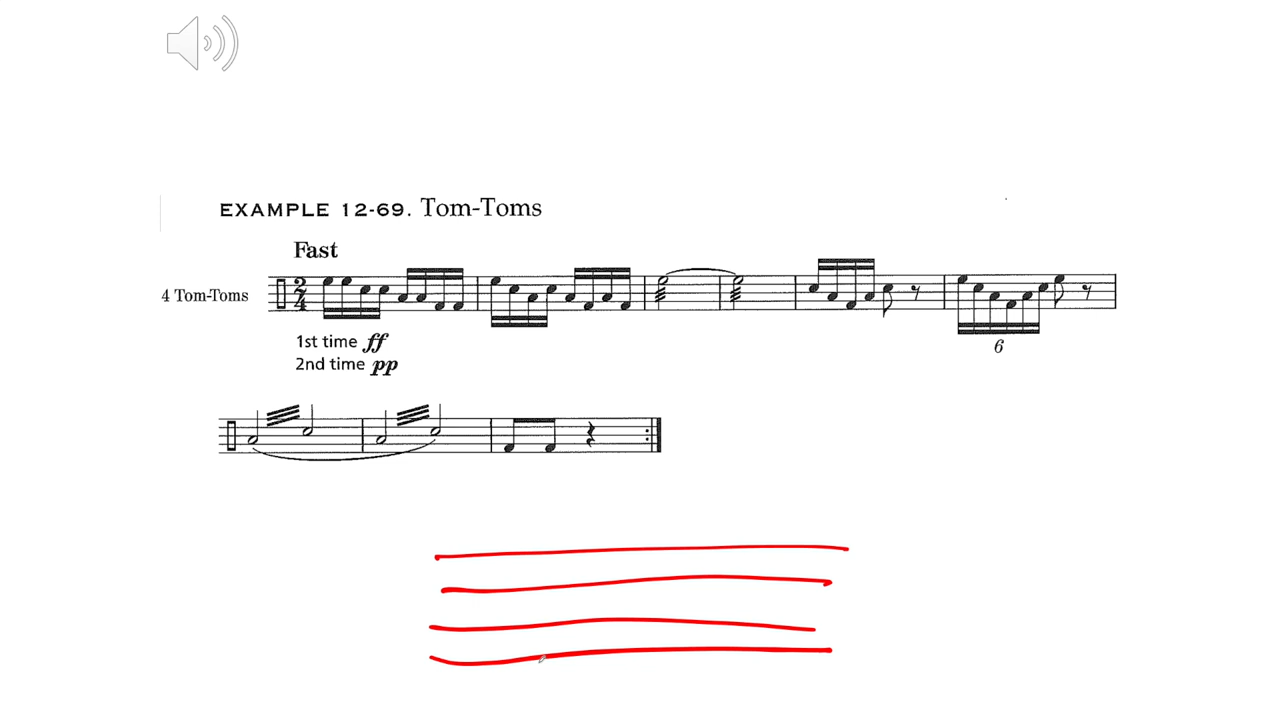 EXAMPLE 12-69. Tom-Toms
Fast
4 Tom-Toms
2
4
1st time ff
2nd time pp
6